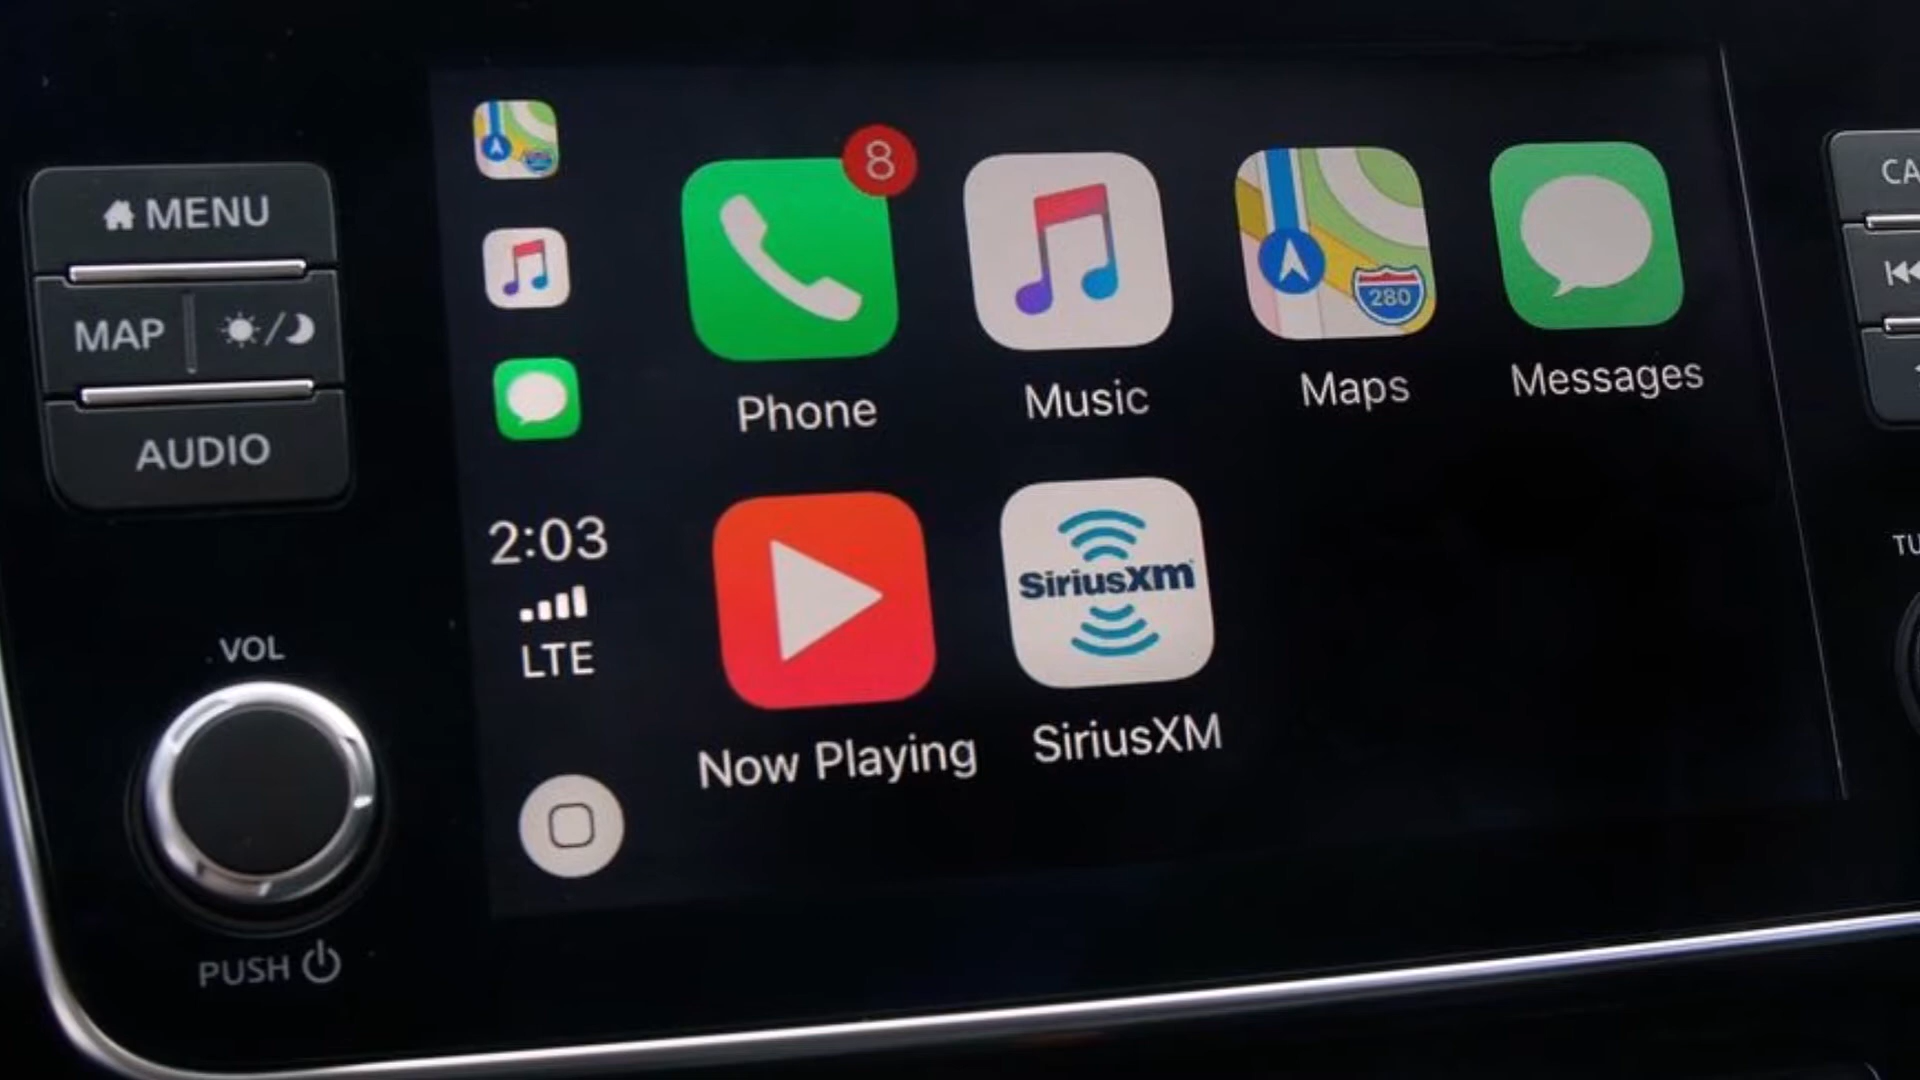 MENU
MAP
AUDIO
VOL
PUSH
2:03
LTE
8
280
Phone
Music
Maps
Messages
SiriusXm
Now Playing
SiriusXM